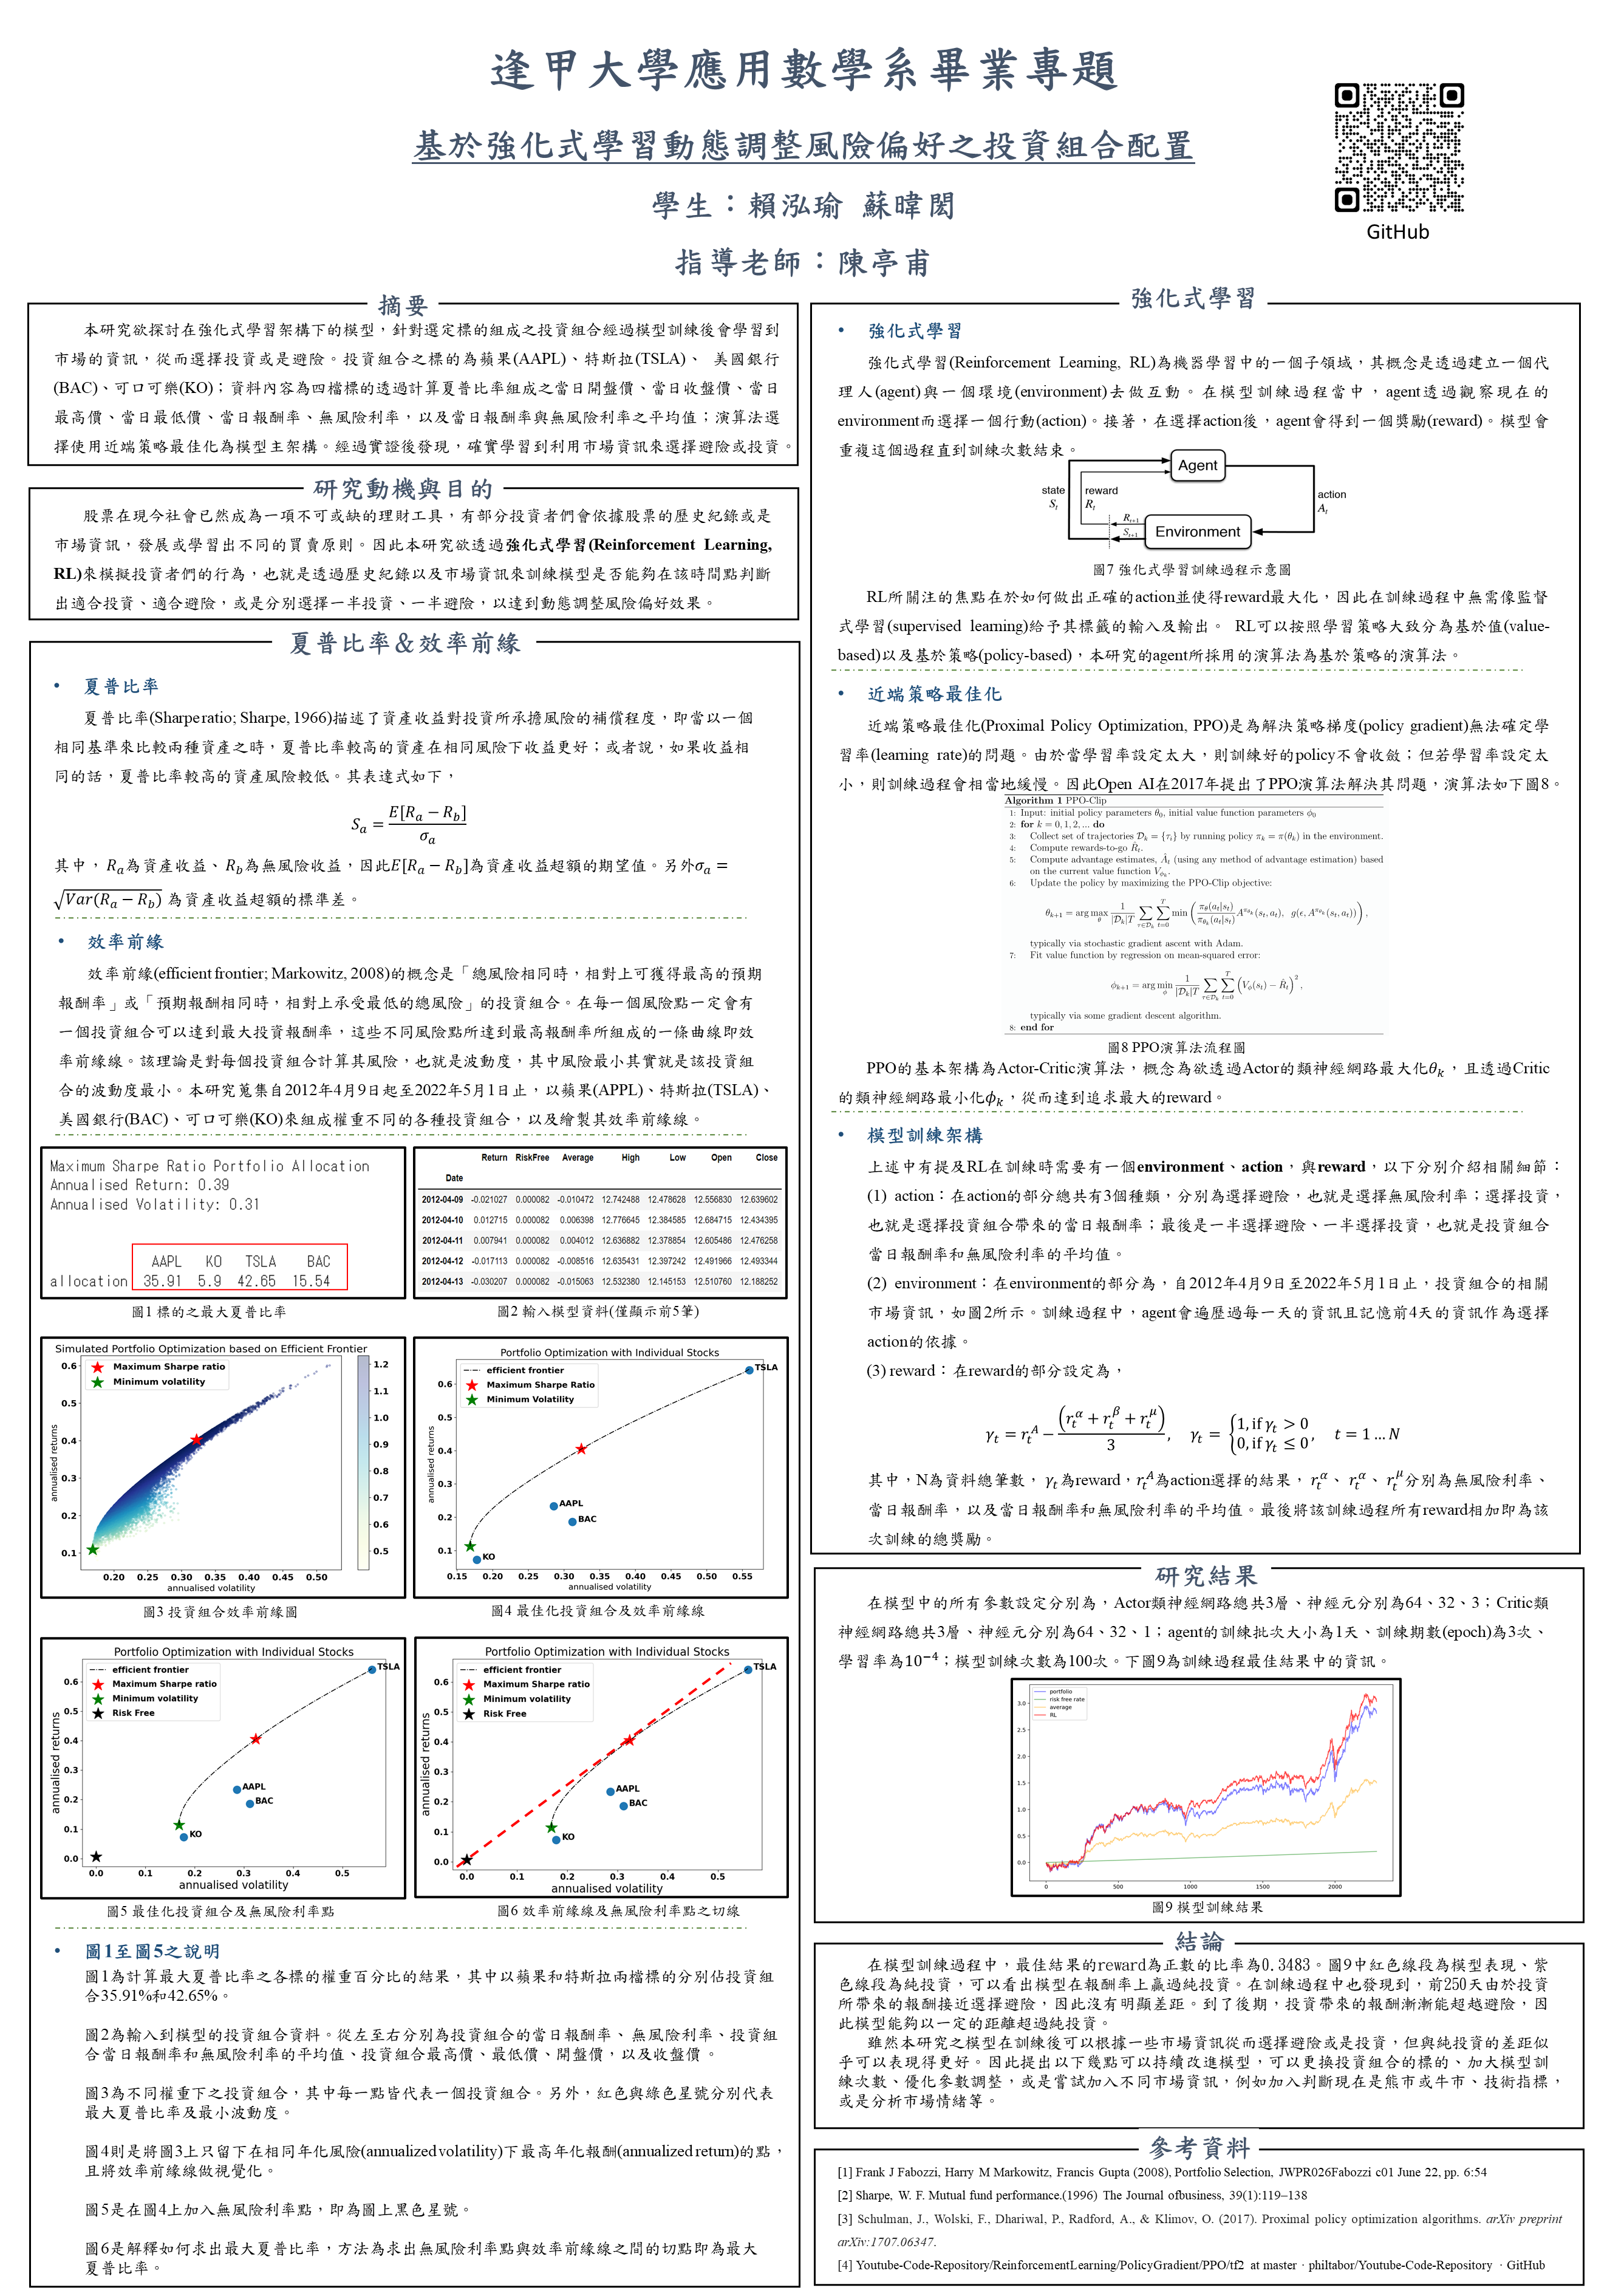 逢甲大學應用數學系畢業專題
基於強化式學習動態調整風險偏好之投資組合配置
學生：賴泓瑜 蘇暐閎
指導老師：陳亭甫
GitHub
摘要
本研究欲探討在強化式學習架構下的模型，針對選定標的組成之投資組合經過模型訓練後會學習到
市場的資訊，從而選擇投資或是避險。投資組合之標的為蘋果(AAPL)、特斯拉(TSLA)、 美國銀行
(BAC)、可口可樂(KO)；資料內容為四檔標的透過計算夏普比率組成之當日開盤價、當日收盤價、當日
最高價、當日最低價、當日報酬率、無風險利率，以及當日報酬率與無風險利率之平均值；演算法選
擇使用近端策略最佳化為模型主架構。經過實證後發現，確實學習到利用市場資訊來選擇避險或投資。
研究動機與目的
股票在現今社會已然成為一項不可或缺的理財工具，有部分投資者們會依據股票的歷史紀錄或是
市場資訊，發展或學習出不同的買賣原則。因此本研究欲透過強化式學習(Reinforcement Learning,
RL)來模擬投資者們的行為，也就是透過歷史紀錄以及市場資訊來訓練模型是否能夠在該時間點判斷
出適合投資、適合避險，或是分別選擇一半投資、一半避險，以達到動態調整風險偏好效果。
夏普比率＆效率前緣
• 夏普比率
夏普比率(Sharpe ratio; Sharpe, 1966)描述了資產收益對投資所承擔風險的補償程度，即當以一個
相同基準來比較兩種資產之時，夏普比率較高的資產在相同風險下收益更好；或者說，如果收益相
同的話，夏普比率較高的資產風險較低。其表達式如下，
S_a = E[R_a − R_b] / σ_a
其中，R_a為資產收益、R_b為無風險收益，因此E[R_a − R_b]為資產收益超額的期望值。另外σ_a =
√Var(R_a − R_b) 為資產收益超額的標準差。
• 效率前緣
效率前緣(efficient frontier; Markowitz, 2008)的概念是「總風險相同時，相對上可獲得最高的預期
報酬率」或「預期報酬相同時，相對上承受最低的總風險」的投資組合。在每一個風險點一定會有
一個投資組合可以達到最大投資報酬率，這些不同風險點所達到最高報酬率所組成的一條曲線即效
率前緣線。該理論是對每個投資組合計算其風險，也就是波動度，其中風險最小其實就是該投資組
合的波動度最小。本研究蒐集自2012年4月9日起至2022年5月1日止，以蘋果(APPL)、特斯拉(TSLA)、
美國銀行(BAC)、可口可樂(KO)來組成權重不同的各種投資組合，以及繪製其效率前緣線。
Maximum Sharpe Ratio Portfolio Allocation
Annualised Return: 0.39
Annualised Volatility: 0.31
AAPL KO TSLA BAC
allocation 35.91 5.9 42.65 15.54
圖1 標的之最大夏普比率
Return RiskFree Average High Low Open Close
Date
2012-04-09 -0.021027 0.000082 -0.010472 12.742488 12.478628 12.556830 12.639602
2012-04-10 0.012715 0.000082 0.006398 12.776645 12.384585 12.684715 12.434395
2012-04-11 0.007941 0.000082 0.004012 12.636882 12.378854 12.605486 12.476258
2012-04-12 -0.017113 0.000082 -0.008516 12.635431 12.397242 12.491966 12.493344
2012-04-13 -0.030207 0.000082 -0.015063 12.532380 12.145153 12.510760 12.188252
圖2 輸入模型資料(僅顯示前5筆)
Simulated Portfolio Optimization based on Efficient Frontier
Maximum Sharpe ratio
Minimum volatility
annualised returns
0.6
0.5
0.4
0.3
0.2
0.1
0.20 0.25 0.30 0.35 0.40 0.45 0.50
annualised volatility
1.2
1.1
1.0
0.9
0.8
0.7
0.6
0.5
圖3 投資組合效率前緣圖
Portfolio Optimization with Individual Stocks
efficient frontier
Maximum Sharpe Ratio
Minimum Volatility
TSLA
AAPL
BAC
KO
annualised returns
0.6
0.5
0.4
0.3
0.2
0.1
0.15 0.20 0.25 0.30 0.35 0.40 0.45 0.50 0.55
annualised volatility
圖4 最佳化投資組合及效率前緣線
Portfolio Optimization with Individual Stocks
efficient frontier
Maximum Sharpe ratio
Minimum volatility
Risk Free
TSLA
AAPL
BAC
KO
annualised returns
0.6
0.5
0.4
0.3
0.2
0.1
0.0
0.0 0.1 0.2 0.3 0.4 0.5
annualised volatility
圖5 最佳化投資組合及無風險利率點
Portfolio Optimization with Individual Stocks
efficient frontier
Maximum Sharpe ratio
Minimum volatility
Risk Free
TSLA
AAPL
BAC
KO
annualised returns
0.6
0.5
0.4
0.3
0.2
0.1
0.0
0.0 0.1 0.2 0.3 0.4 0.5
annualised volatility
圖6 效率前緣線及無風險利率點之切線
• 圖1至圖5之說明
圖1為計算最大夏普比率之各標的權重百分比的結果，其中以蘋果和特斯拉兩檔標的分別佔投資組
合35.91%和42.65%。
圖2為輸入到模型的投資組合資料。從左至右分別為投資組合的當日報酬率、無風險利率、投資組
合當日報酬率和無風險利率的平均值、投資組合最高價、最低價、開盤價，以及收盤價。
圖3為不同權重下之投資組合，其中每一點皆代表一個投資組合。另外，紅色與綠色星號分別代表
最大夏普比率及最小波動度。
圖4則是將圖3上只留下在相同年化風險(annualized volatility)下最高年化報酬(annualized return)的點，
且將效率前緣線做視覺化。
圖5是在圖4上加入無風險利率點，即為圖上黑色星號。
圖6是解釋如何求出最大夏普比率，方法為求出無風險利率點與效率前緣線之間的切點即為最大
夏普比率。
強化式學習
• 強化式學習
強化式學習(Reinforcement Learning, RL)為機器學習中的一個子領域，其概念是透過建立一個代
理人(agent)與一個環境(environment)去做互動。在模型訓練過程當中，agent透過觀察現在的
environment而選擇一個行動(action)。接著，在選擇action後，agent會得到一個獎勵(reward)。模型會
重複這個過程直到訓練次數結束。
Agent
state S_t
reward R_t
action A_t
R_t+1
S_t+1
Environment
圖7 強化式學習訓練過程示意圖
RL所關注的焦點在於如何做出正確的action並使得reward最大化，因此在訓練過程中無需像監督
式學習(supervised learning)給予其標籤的輸入及輸出。 RL可以按照學習策略大致分為基於值(value-
based)以及基於策略(policy-based)，本研究的agent所採用的演算法為基於策略的演算法。
• 近端策略最佳化
近端策略最佳化(Proximal Policy Optimization, PPO)是為解決策略梯度(policy gradient)無法確定學
習率(learning rate)的問題。由於當學習率設定太大，則訓練好的policy不會收斂；但若學習率設定太
小，則訓練過程會相當地緩慢。因此Open AI在2017年提出了PPO演算法解決其問題，演算法如下圖8。
Algorithm 1 PPO-Clip
1: Input: initial policy parameters θ_0, initial value function parameters φ_0
2: for k = 0, 1, 2, ... do
3: Collect set of trajectories D_k = {τ_i} by running policy π_k = π(θ_k) in the environment.
4: Compute rewards-to-go R̂_t.
5: Compute advantage estimates, Â_t (using any method of advantage estimation) based
on the current value function V_φk.
6: Update the policy by maximizing the PPO-Clip objective:
θ_k+1 = arg max_θ 1/(|D_k|T) Σ_τ∈D_k Σ_t=0^T min( π_θ(a_t|s_t)/π_θk(a_t|s_t) A^π_θk(s_t, a_t), g(ϵ, A^π_θk(s_t, a_t)) ),
typically via stochastic gradient ascent with Adam.
7: Fit value function by regression on mean-squared error:
φ_k+1 = arg min_φ 1/(|D_k|T) Σ_τ∈D_k Σ_t=0^T ( V_φ(s_t) − R̂_t )²,
typically via some gradient descent algorithm.
8: end for
圖8 PPO演算法流程圖
PPO的基本架構為Actor-Critic演算法，概念為欲透過Actor的類神經網路最大化θ_k，且透過Critic
的類神經網路最小化ϕ_k，從而達到追求最大的reward。
• 模型訓練架構
上述中有提及RL在訓練時需要有一個environment、action，與reward，以下分別介紹相關細節：
(1) action：在action的部分總共有3個種類，分別為選擇避險，也就是選擇無風險利率；選擇投資，
也就是選擇投資組合帶來的當日報酬率；最後是一半選擇避險、一半選擇投資，也就是投資組合
當日報酬率和無風險利率的平均值。
(2) environment：在environment的部分為，自2012年4月9日至2022年5月1日止，投資組合的相關
市場資訊，如圖2所示。訓練過程中，agent會遍歷過每一天的資訊且記憶前4天的資訊作為選擇
action的依據。
(3) reward：在reward的部分設定為，
γ_t = r_t^A − (r_t^α + r_t^β + r_t^μ)/3, γ_t = {1, if γ_t > 0; 0, if γ_t ≤ 0, t = 1 … N
其中，N為資料總筆數，γ_t為reward，r_t^A為action選擇的結果，r_t^α、r_t^α、r_t^μ分別為無風險利率、
當日報酬率，以及當日報酬率和無風險利率的平均值。最後將該訓練過程所有reward相加即為該
次訓練的總獎勵。
研究結果
在模型中的所有參數設定分別為，Actor類神經網路總共3層、神經元分別為64、32、3；Critic類
神經網路總共3層、神經元分別為64、32、1；agent的訓練批次大小為1天、訓練期數(epoch)為3次、
學習率為10⁻⁴；模型訓練次數為100次。下圖9為訓練過程最佳結果中的資訊。
portfolio
risk free rate
average
RL
3.0
2.5
2.0
1.5
1.0
0.5
0.0
0 500 1000 1500 2000
圖9 模型訓練結果
結論
在模型訓練過程中，最佳結果的reward為正數的比率為0.3483。圖9中紅色線段為模型表現、紫
色線段為純投資，可以看出模型在報酬率上贏過純投資。在訓練過程中也發現到，前250天由於投資
所帶來的報酬接近選擇避險，因此沒有明顯差距。到了後期，投資帶來的報酬漸漸能超越避險，因
此模型能夠以一定的距離超過純投資。
雖然本研究之模型在訓練後可以根據一些市場資訊從而選擇避險或是投資，但與純投資的差距似
乎可以表現得更好。因此提出以下幾點可以持續改進模型，可以更換投資組合的標的、加大模型訓
練次數、優化參數調整，或是嘗試加入不同市場資訊，例如加入判斷現在是熊市或牛市、技術指標，
或是分析市場情緒等。
參考資料
[1] Frank J Fabozzi, Harry M Markowitz, Francis Gupta (2008), Portfolio Selection, JWPR026Fabozzi c01 June 22, pp. 6:54
[2] Sharpe, W. F. Mutual fund performance.(1996) The Journal ofbusiness, 39(1):119–138
[3] Schulman, J., Wolski, F., Dhariwal, P., Radford, A., & Klimov, O. (2017). Proximal policy optimization algorithms. arXiv preprint
arXiv:1707.06347.
[4] Youtube-Code-Repository/ReinforcementLearning/PolicyGradient/PPO/tf2 at master · philtabor/Youtube-Code-Repository · GitHub